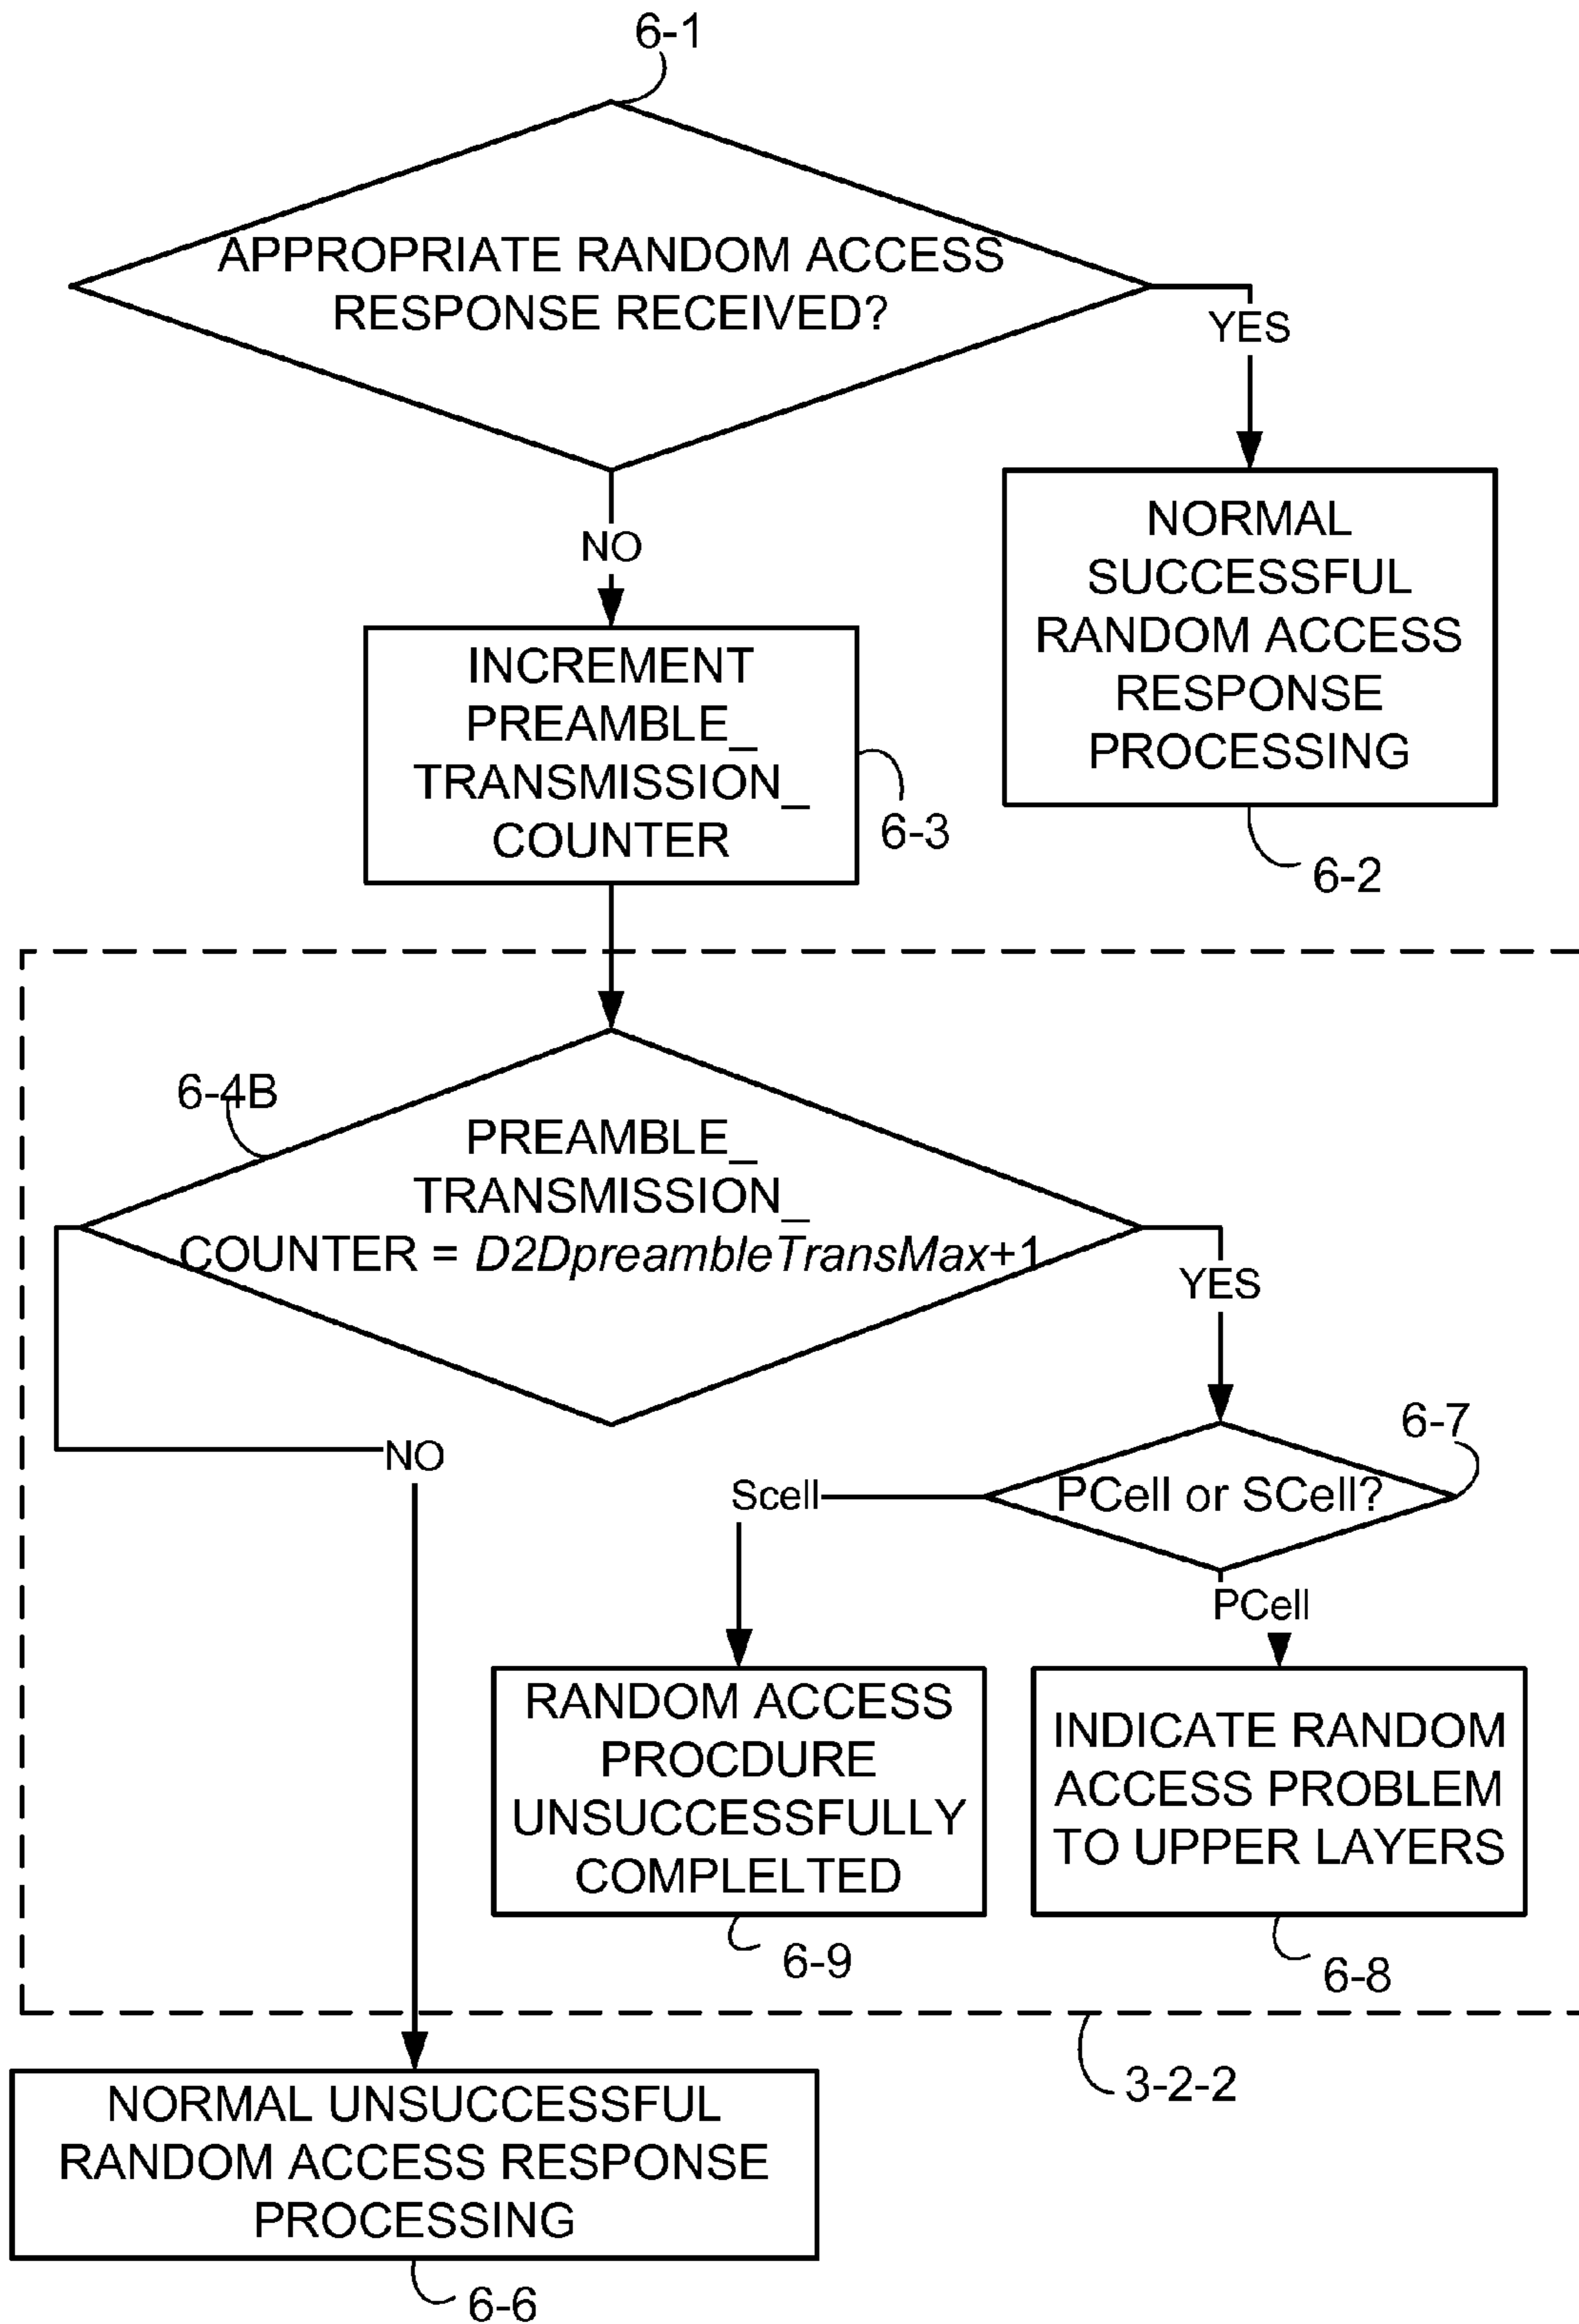 6-1
APPROPRIATE RANDOM ACCESS
RESPONSE RECEIVED?
YES
NO
NORMAL
SUCCESSFUL
RANDOM ACCESS
RESPONSE
PROCESSING
6-2
INCREMENT
PREAMBLE_
TRANSMISSION_
COUNTER
6-3
6-4B
PREAMBLE_
TRANSMISSION_
COUNTER = D2DpreambleTransMax+1
YES
NO
6-7
PCell or SCell?
Scell
PCell
RANDOM ACCESS
PROCDURE
UNSUCCESSFULLY
COMPLELTED
6-9
INDICATE RANDOM
ACCESS PROBLEM
TO UPPER LAYERS
6-8
3-2-2
NORMAL UNSUCCESSFUL
RANDOM ACCESS RESPONSE
PROCESSING
6-6